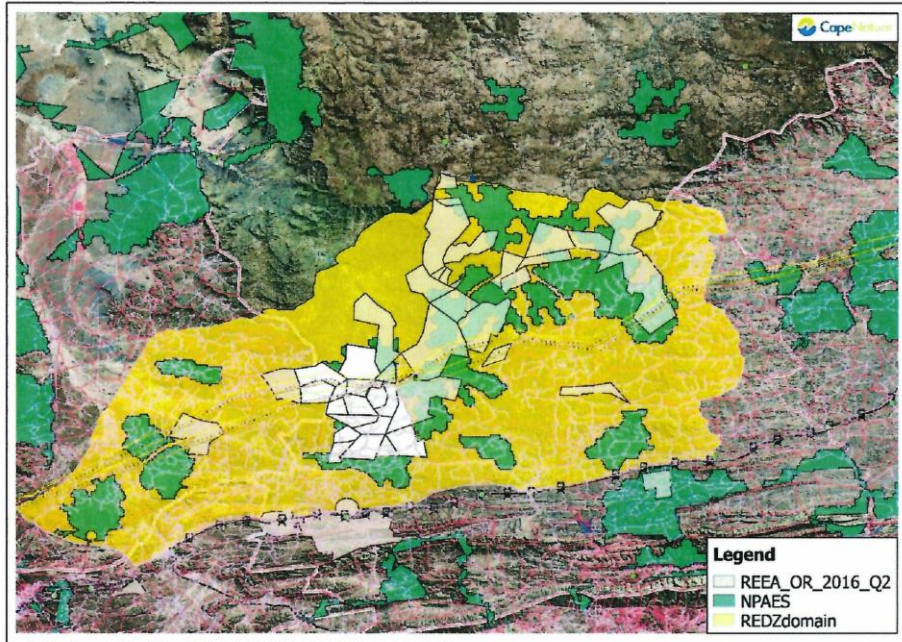 CapeNature
Legend
REEA_OR_2016_Q2
NPAES
REDZdomain